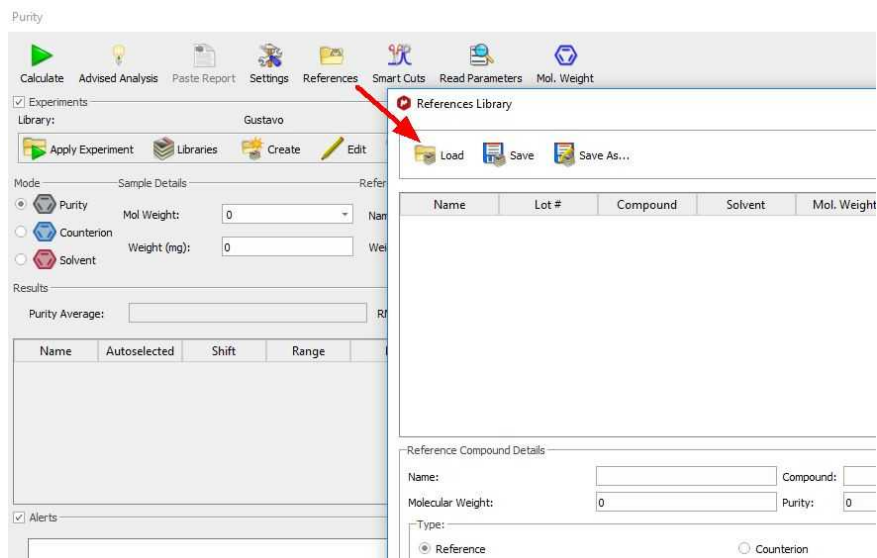 Purity
Calculate Advised Analysis Paste Report Settings References Smart Cuts Read Parameters Mol. Weight
Experiments
Library: Gustavo
Apply Experiment Libraries Create Edit
Mode Sample Details
Purity
Mol Weight: 0
Counterion
Weight (mg): 0
Solvent
Results
Purity Average:
Name Autoselected Shift Range
Alerts
References Library
Load Save Save As...
Name Lot # Compound Solvent Mol. Weight
Reference Compound Details
Name: Compound:
Molecular Weight: 0 Purity: 0
Type:
Reference Counterion